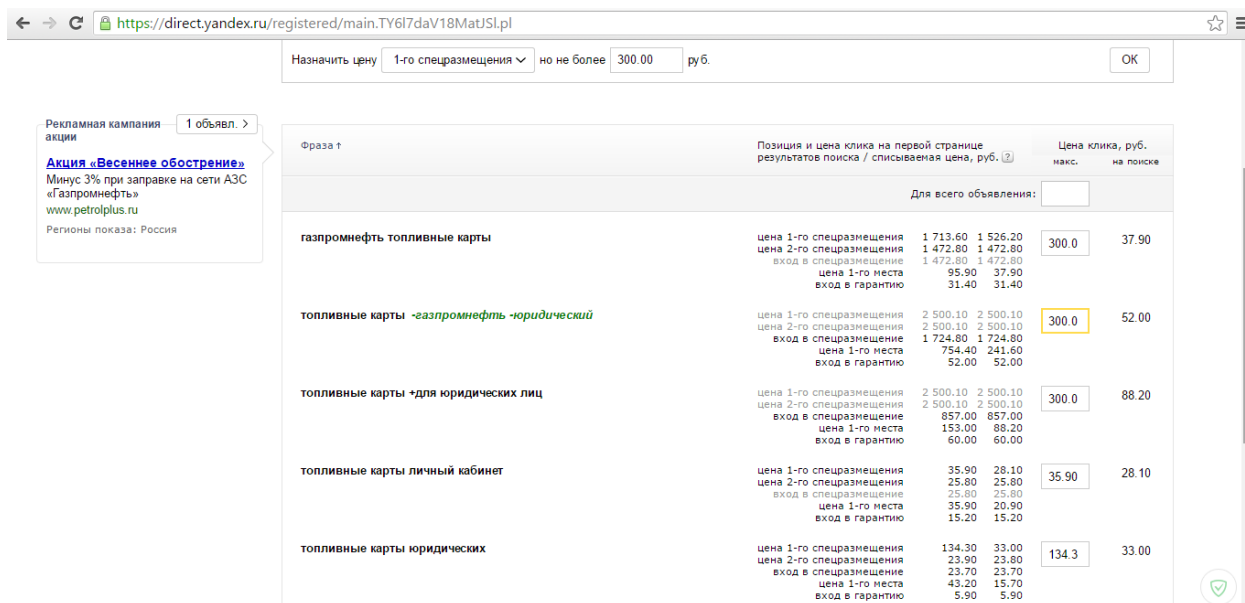 https://direct.yandex.ru/registered/main.TY6l7daV18MatJSl.pl
Назначить цену 1-го спецразмещения но не более 300.00 руб. ОК
Рекламная кампания акции
1 объявл. >
Акция «Весеннее обострение»
Минус 3% при заправке на сети АЗС
«Газпромнефть»
www.petrolplus.ru
Регионы показа: Россия
Фраза ↑
Позиция и цена клика на первой странице
результатов поиска / списываемая цена, руб. ?
Цена клика, руб.
макс. на поиске
Для всего объявления:
газпромнефть топливные карты
цена 1-го спецразмещения 1 713.60 1 526.20
цена 2-го спецразмещения 1 472.80 1 472.80
вход в спецразмещение 1 472.80 1 472.80
цена 1-го места 95.90 37.90
вход в гарантию 31.40 31.40
300.0 37.90
топливные карты -газпромнефть -юридический
цена 1-го спецразмещения 2 500.10 2 500.10
цена 2-го спецразмещения 2 500.10 2 500.10
вход в спецразмещение 1 724.80 1 724.80
цена 1-го места 754.40 241.60
вход в гарантию 52.00 52.00
300.0 52.00
топливные карты +для юридических лиц
цена 1-го спецразмещения 2 500.10 2 500.10
цена 2-го спецразмещения 2 500.10 2 500.10
вход в спецразмещение 857.00 857.00
цена 1-го места 153.00 88.20
вход в гарантию 60.00 60.00
300.0 88.20
топливные карты личный кабинет
цена 1-го спецразмещения 35.90 28.10
цена 2-го спецразмещения 25.80 25.80
вход в спецразмещение 25.80 25.80
цена 1-го места 35.90 20.90
вход в гарантию 15.20 15.20
35.90 28.10
топливные карты юридических
цена 1-го спецразмещения 134.30 33.00
цена 2-го спецразмещения 23.90 23.80
вход в спецразмещение 23.70 23.70
цена 1-го места 43.20 15.70
вход в гарантию 5.90 5.90
134.3 33.00